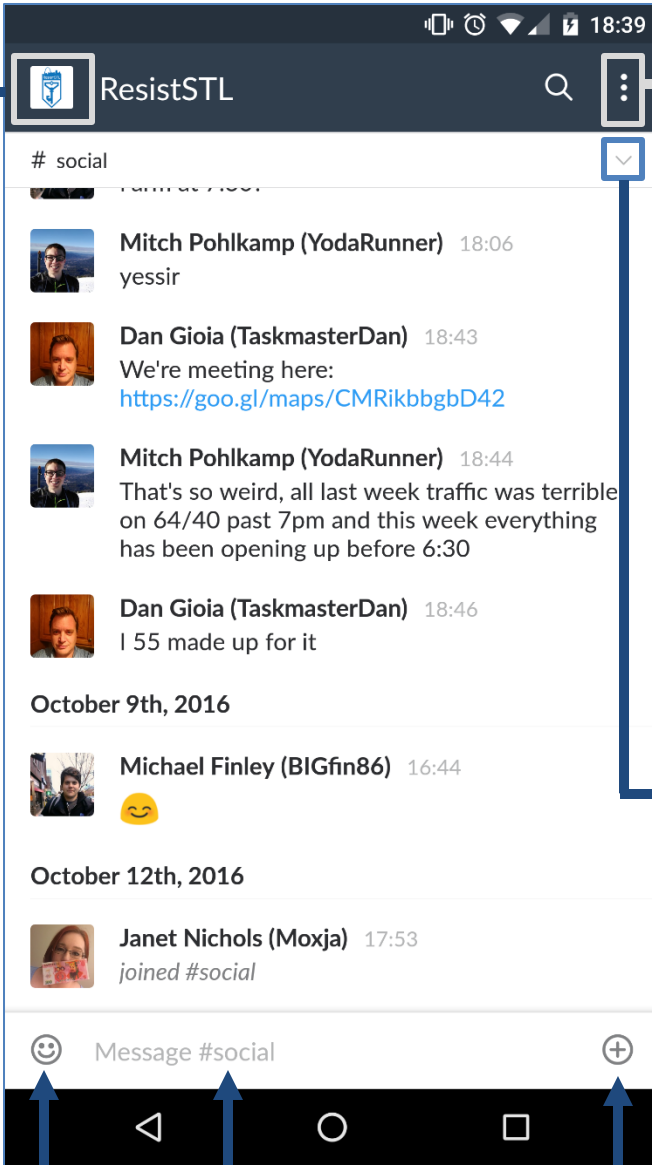 18:39
ResistSTL
# social
Mitch Pohlkamp (YodaRunner) 18:06
yessir
Dan Gioia (TaskmasterDan) 18:43
We're meeting here:
https://goo.gl/maps/CMRikbbgbD42
Mitch Pohlkamp (YodaRunner) 18:44
That's so weird, all last week traffic was terrible
on 64/40 past 7pm and this week everything
has been opening up before 6:30
Dan Gioia (TaskmasterDan) 18:46
I 55 made up for it
October 9th, 2016
Michael Finley (BIGfin86) 16:44
😊
October 12th, 2016
Janet Nichols (Moxja) 17:53
joined #social
Message #social